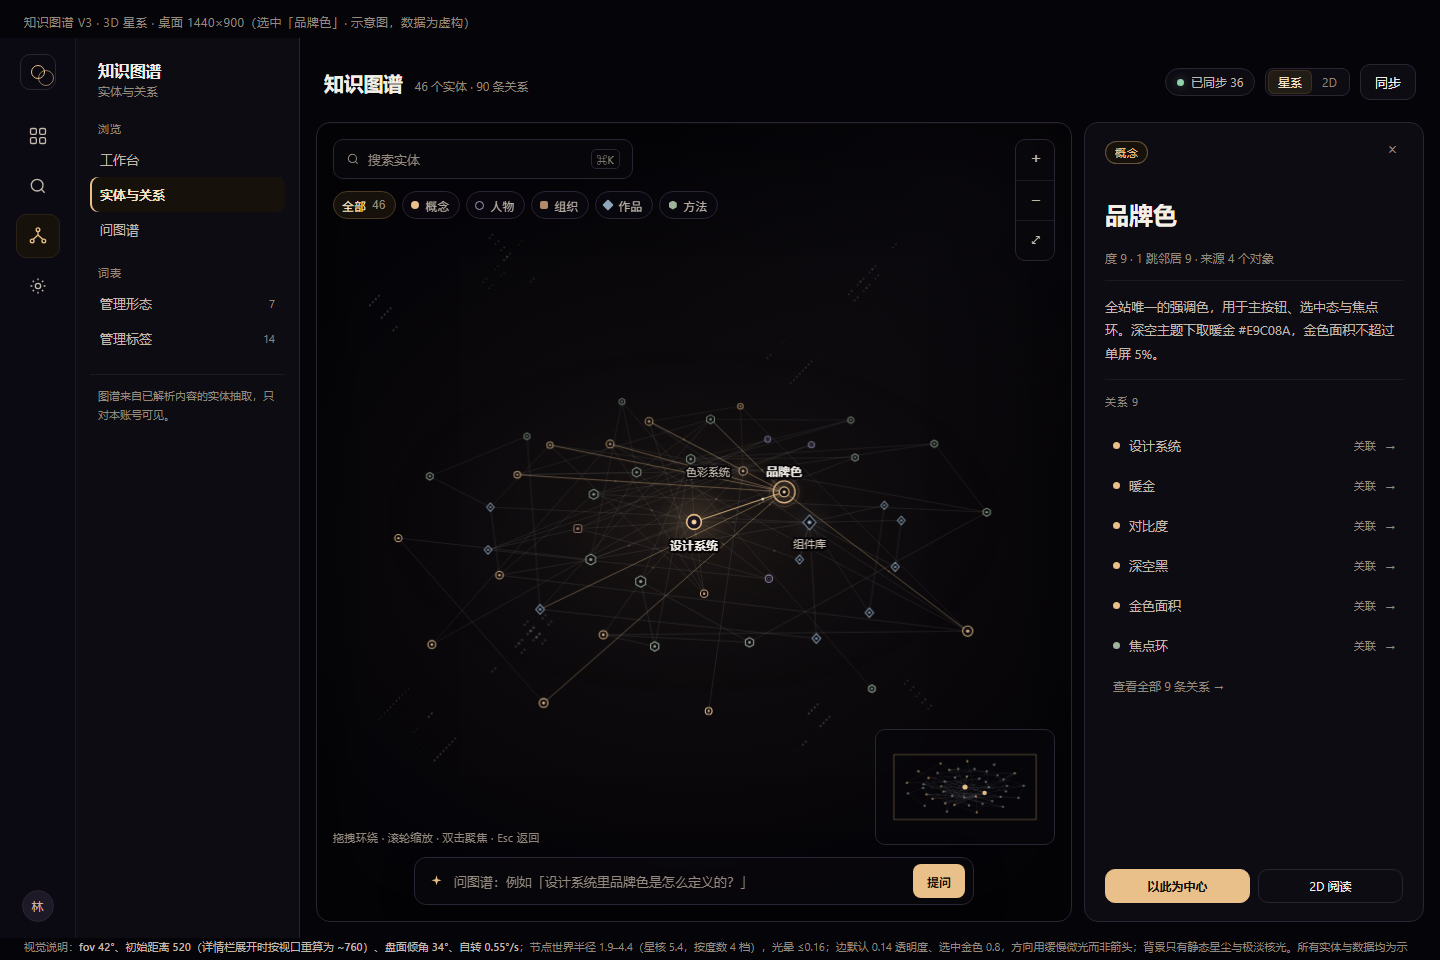 知识图谱 V3 · 3D 星系 · 桌面 1440×900（选中「品牌色」· 示意图，数据为虚构）
知识图谱
实体与关系
浏览
工作台
实体与关系
问图谱
词表
管理形态 7
管理标签 14
图谱来自已解析内容的实体抽取，只
对本账号可见。
林
知识图谱 46 个实体 · 90 条关系
已同步 36
星系 2D
同步
搜索实体 ⌘K
全部 46 概念 人物 组织 作品 方法
+
−
色彩系统
品牌色
设计系统
组件库
拖拽环绕 · 滚轮缩放 · 双击聚焦 · Esc 返回
问图谱：例如「设计系统里品牌色是怎么定义的？」 提问
概念 ×
品牌色
度 9 · 1 跳邻居 9 · 来源 4 个对象
全站唯一的强调色，用于主按钮、选中态与焦点
环。深空主题下取暖金 #E9C08A，金色面积不超过
单屏 5%。
关系 9
设计系统 关联 →
暖金 关联 →
对比度 关联 →
深空黑 关联 →
金色面积 关联 →
焦点环 关联 →
查看全部 9 条关系 →
以此为中心 2D 阅读
视觉说明：fov 42°、初始距离 520（详情栏展开时按视口重算为 ~760）、盘面倾角 34°、自转 0.55°/s；节点世界半径 1.9–4.4（星核 5.4，按度数 4 档），光晕 ≤0.16；边默认 0.14 透明度、选中金色 0.8，方向用缓慢微光而非箭头；背景只有静态星尘与极淡核光。所有实体与数据均为示